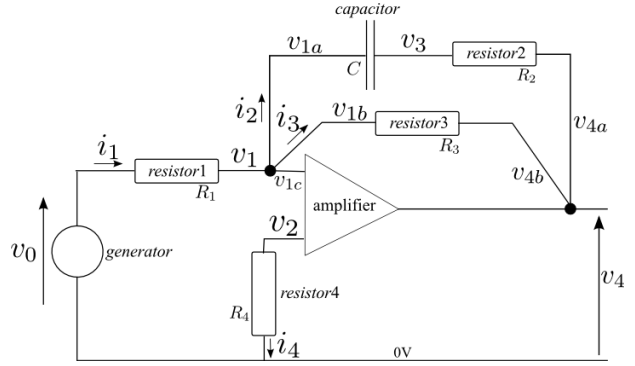 capacitor
v1a
C
v3
resistor2
R2
i2
i3
v1b
resistor3
R3
v4a
i1
resistor1
R1
v1
v1c
v4b
amplifier
v0
generator
v2
R4
resistor4
v4
i4
0V